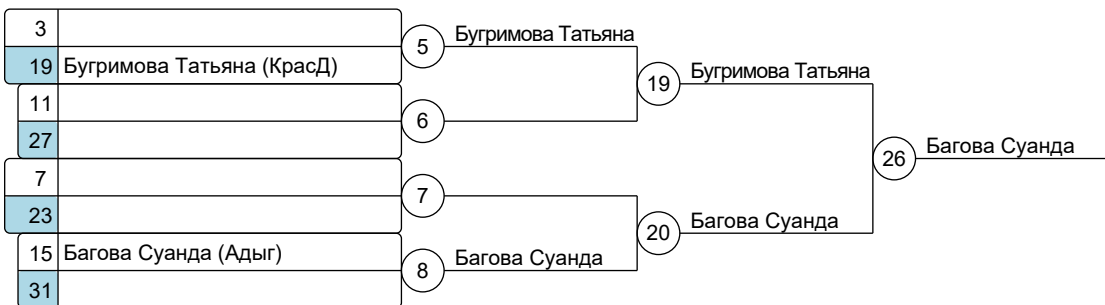 3
19 Бугримова Татьяна (КрасД)
11
27
7
23
15 Багова Суанда (Адыг)
31
5
Бугримова Татьяна
6
7
8
Багова Суанда
19
Бугримова Татьяна
20
Багова Суанда
26
Багова Суанда